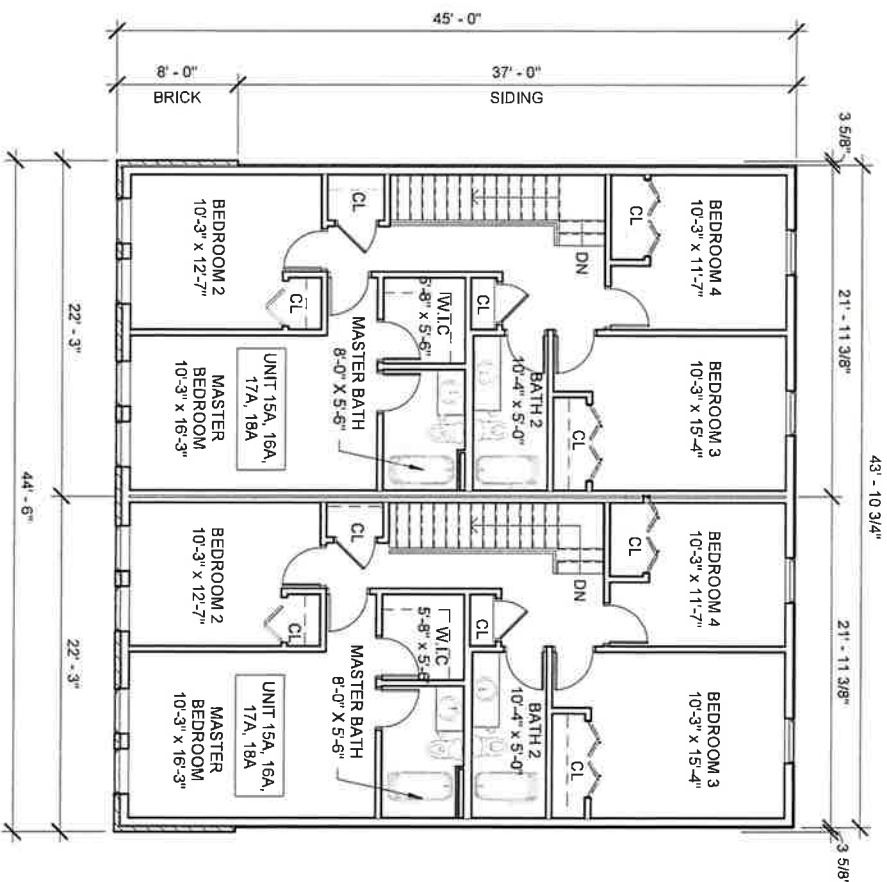 45' - 0"
8' - 0"
37' - 0"
BRICK
SIDING
3 5/8"
21' - 11 3/8"
43' - 10 3/4"
21' - 11 3/8"
3 5/8"
22' - 3"
44' - 6"
22' - 3"
BEDROOM 2
10'-3" x 12'-7"
CL
CL
DN
CL
BEDROOM 4
10'-3" x 11'-7"
CL
W.I.C
5'-8" x 5'-6"
MASTER BATH
8'-0" X 5'-6"
UNIT 15A, 16A,
17A, 18A
MASTER
BEDROOM
10'-3" x 16'-3"
BATH 2
10'-4" x 5'-0"
CL
BEDROOM 3
10'-3" x 15'-4"
BEDROOM 2
10'-3" x 12'-7"
CL
CL
DN
CL
BEDROOM 4
10'-3" x 11'-7"
CL
W.I.C
5'-8" x 5'-6
MASTER BATH
8'-0" X 5'-6"
UNIT 15A, 16A,
17A, 18A
MASTER
BEDROOM
10'-3" x 16'-3"
BATH 2
10'-4" x 5'-0"
CL
BEDROOM 3
10'-3" x 15'-4"